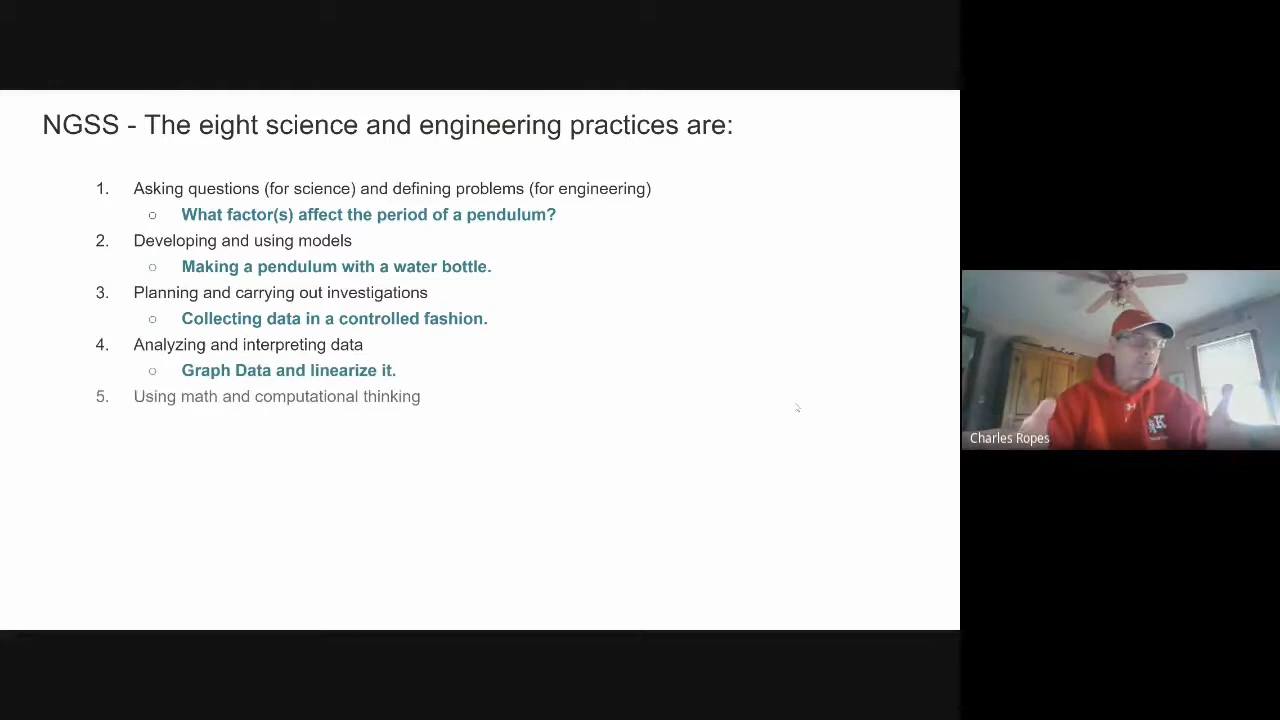 NGSS - The eight science and engineering practices are:
1. Asking questions (for science) and defining problems (for engineering)
○ What factor(s) affect the period of a pendulum?
2. Developing and using models
○ Making a pendulum with a water bottle.
3. Planning and carrying out investigations
○ Collecting data in a controlled fashion.
4. Analyzing and interpreting data
○ Graph Data and linearize it.
5. Using math and computational thinking
K
Charles Ropes